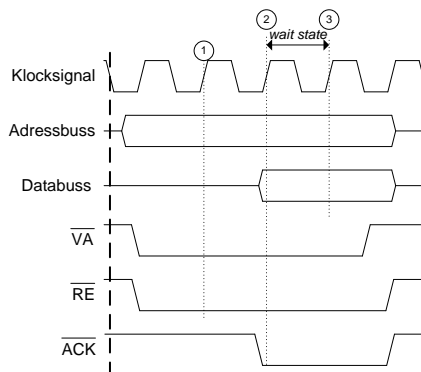 1
2
3
wait state
Klocksignal
Adressbuss
Databuss
VA
RE
ACK